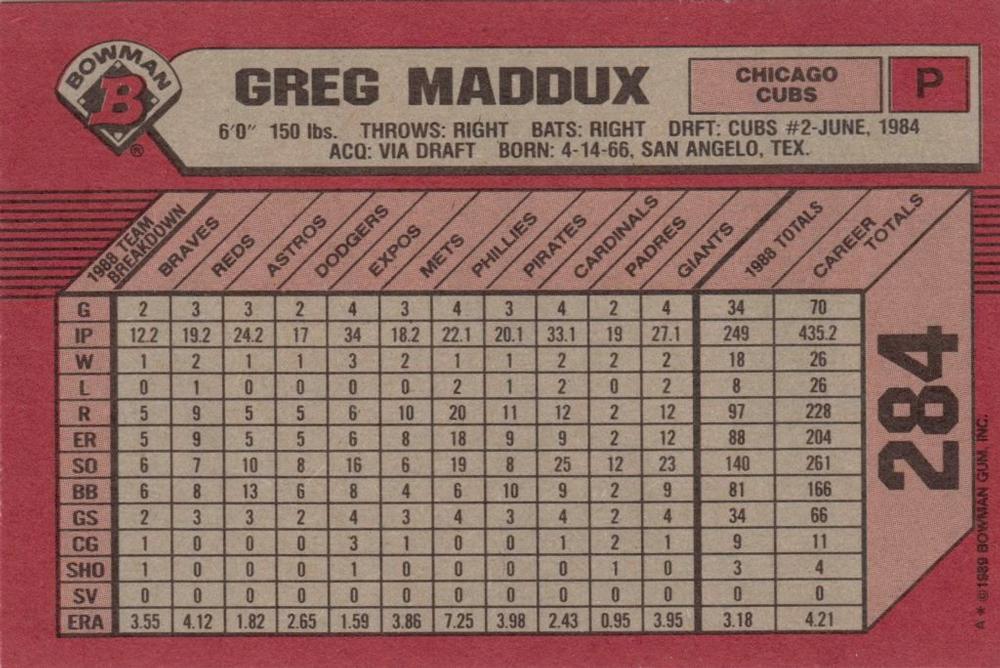 BOWMAN
B
®
GREG MADDUX
CHICAGO
CUBS
P
6'0" 150 lbs. THROWS: RIGHT BATS: RIGHT DRFT: CUBS #2-JUNE, 1984
ACQ: VIA DRAFT BORN: 4-14-66, SAN ANGELO, TEX.
1988 TEAM BREAKDOWN BRAVES REDS ASTROS DODGERS EXPOS METS PHILLIES PIRATES CARDINALS PADRES GIANTS 1988 TOTALS CAREER TOTALS
G 2 3 3 2 4 3 4 3 4 2 4 34 70
IP 12.2 19.2 24.2 17 34 18.2 22.1 20.1 33.1 19 27.1 249 435.2
W 1 2 1 1 3 2 1 1 2 2 2 18 26
L 0 1 0 0 0 0 2 1 2 0 2 8 26
R 5 9 5 5 6 10 20 11 12 2 12 97 228
ER 5 9 5 5 6 8 18 9 9 2 12 88 204
SO 6 7 10 8 16 6 19 8 25 12 23 140 261
BB 6 8 13 6 8 4 6 10 9 2 9 81 166
GS 2 3 3 2 4 3 4 3 4 2 4 34 66
CG 1 0 0 0 3 1 0 0 1 2 1 9 11
SHO 1 0 0 0 1 0 0 0 0 1 0 3 4
SV 0 0 0 0 0 0 0 0 0 0 0 0 0
ERA 3.55 4.12 1.82 2.65 1.59 3.86 7.25 3.98 2.43 0.95 3.95 3.18 4.21
284
A * ©1989 BOWMAN GUM, INC.